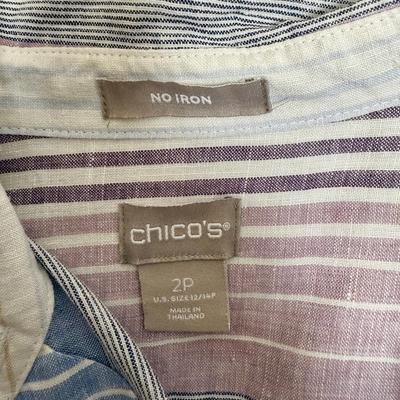 NO IRON
chico's®
2P
U.S. SIZE 12/14P
MADE IN
THAILAND